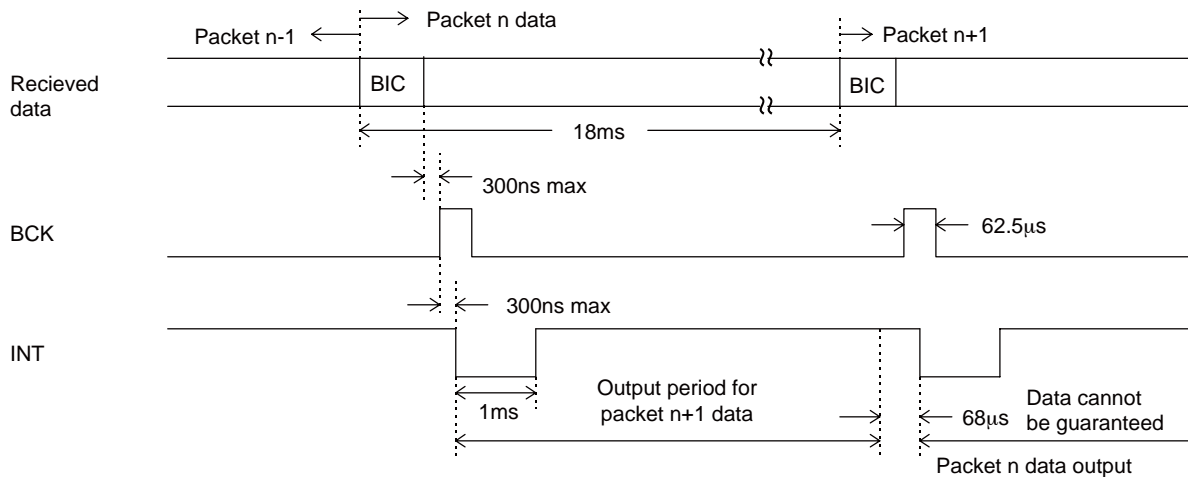 Packet n-1
Packet n data
Packet n+1
Recieved
data
BIC
BIC
18ms
300ns max
BCK
62.5μs
300ns max
INT
1ms
Output period for
packet n+1 data
68μs
Data cannot
be guaranteed
Packet n data output